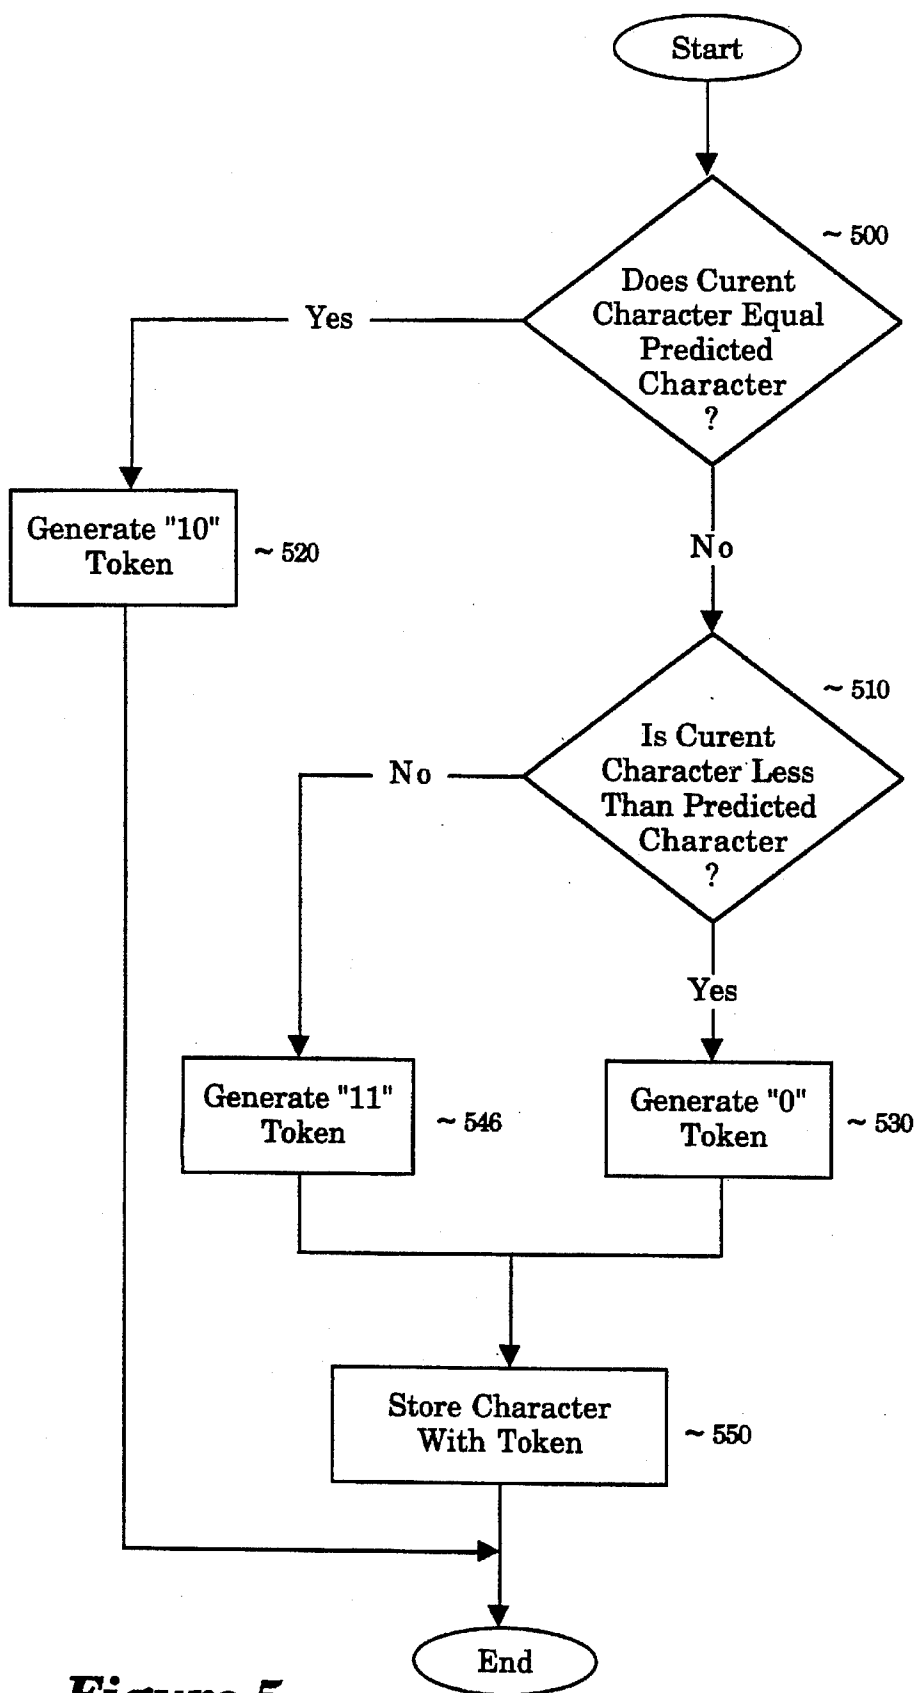 Start
~ 500
Does Curent
Character Equal
Predicted
Character
?
Yes
No
Generate "10"
Token
~ 520
~ 510
Is Curent
Character Less
Than Predicted
Character
?
No
Yes
Generate "11"
Token
~ 546
Generate "0"
Token
~ 530
Store Character
With Token
~ 550
End
Figure 5